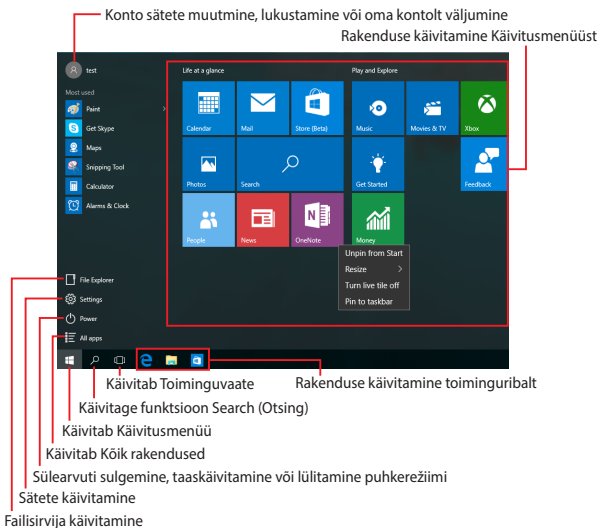 Konto sätete muutmine, lukustamine või oma kontolt väljumine
Rakenduse käivitamine Käivitusmenüüst
test
Life at a glance
Play and Explore
Most used
Paint
Get Skype
Maps
Snipping Tool
Calculator
Alarms & Clock
Calendar
Mail
Store (Beta)
Music
Movies & TV
Xbox
Photos
Search
Get Started
Feedback
People
News
OneNote
Money
Unpin from Start
Resize
Turn live tile off
Pin to taskbar
File Explorer
Settings
Power
All apps
Käivitab Toiminguvaate
Rakenduse käivitamine toiminguribalt
Käivitage funktsioon Search (Otsing)
Käivitab Käivitusmenüü
Käivitab Kõik rakendused
Sülearvuti sulgemine, taaskäivitamine või lülitamine puhkerežiimi
Sätete käivitamine
Failisirvija käivitamine